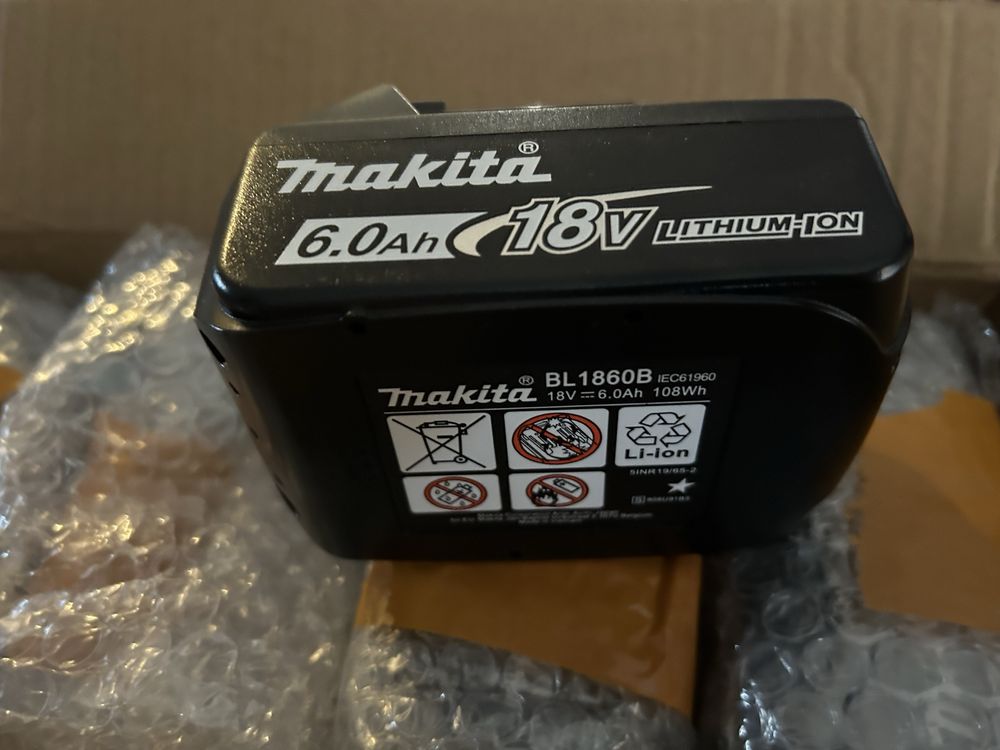 makita®
6.0Ah 18V LITHIUM-ION
makita® BL1860B IEC61960
18V⎓6.0Ah 108Wh
Li-ion
5INR19/65-2